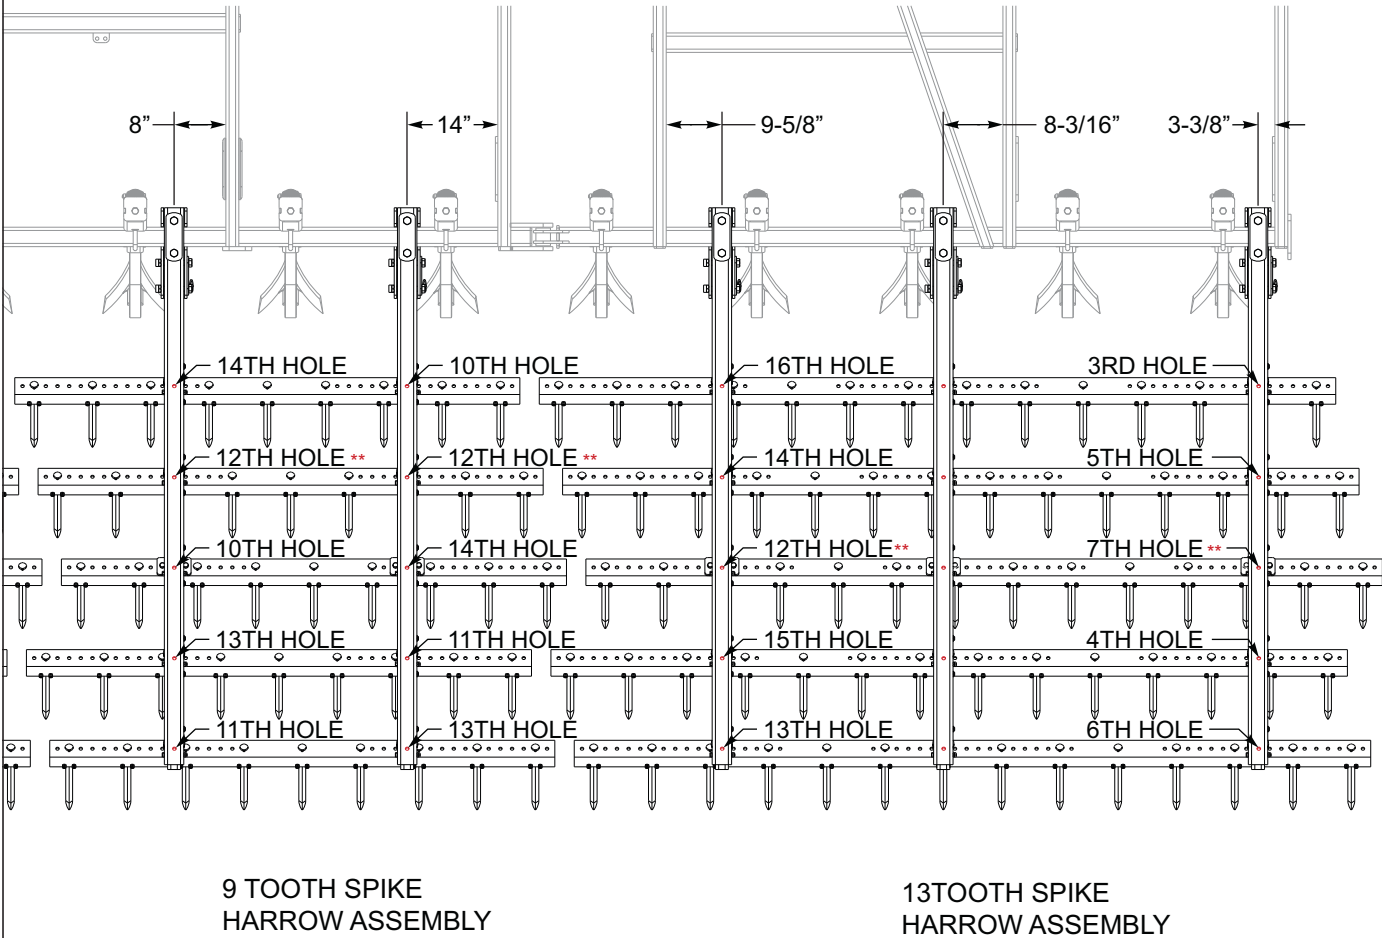 8” 14” 9-5/8” 8-3/16” 3-3/8”
14TH HOLE 10TH HOLE 16TH HOLE 3RD HOLE
12TH HOLE ** 12TH HOLE ** 14TH HOLE 5TH HOLE
10TH HOLE 14TH HOLE 12TH HOLE** 7TH HOLE **
13TH HOLE 11TH HOLE 15TH HOLE 4TH HOLE
11TH HOLE 13TH HOLE 13TH HOLE 6TH HOLE
9 TOOTH SPIKE
HARROW ASSEMBLY
13TOOTH SPIKE
HARROW ASSEMBLY